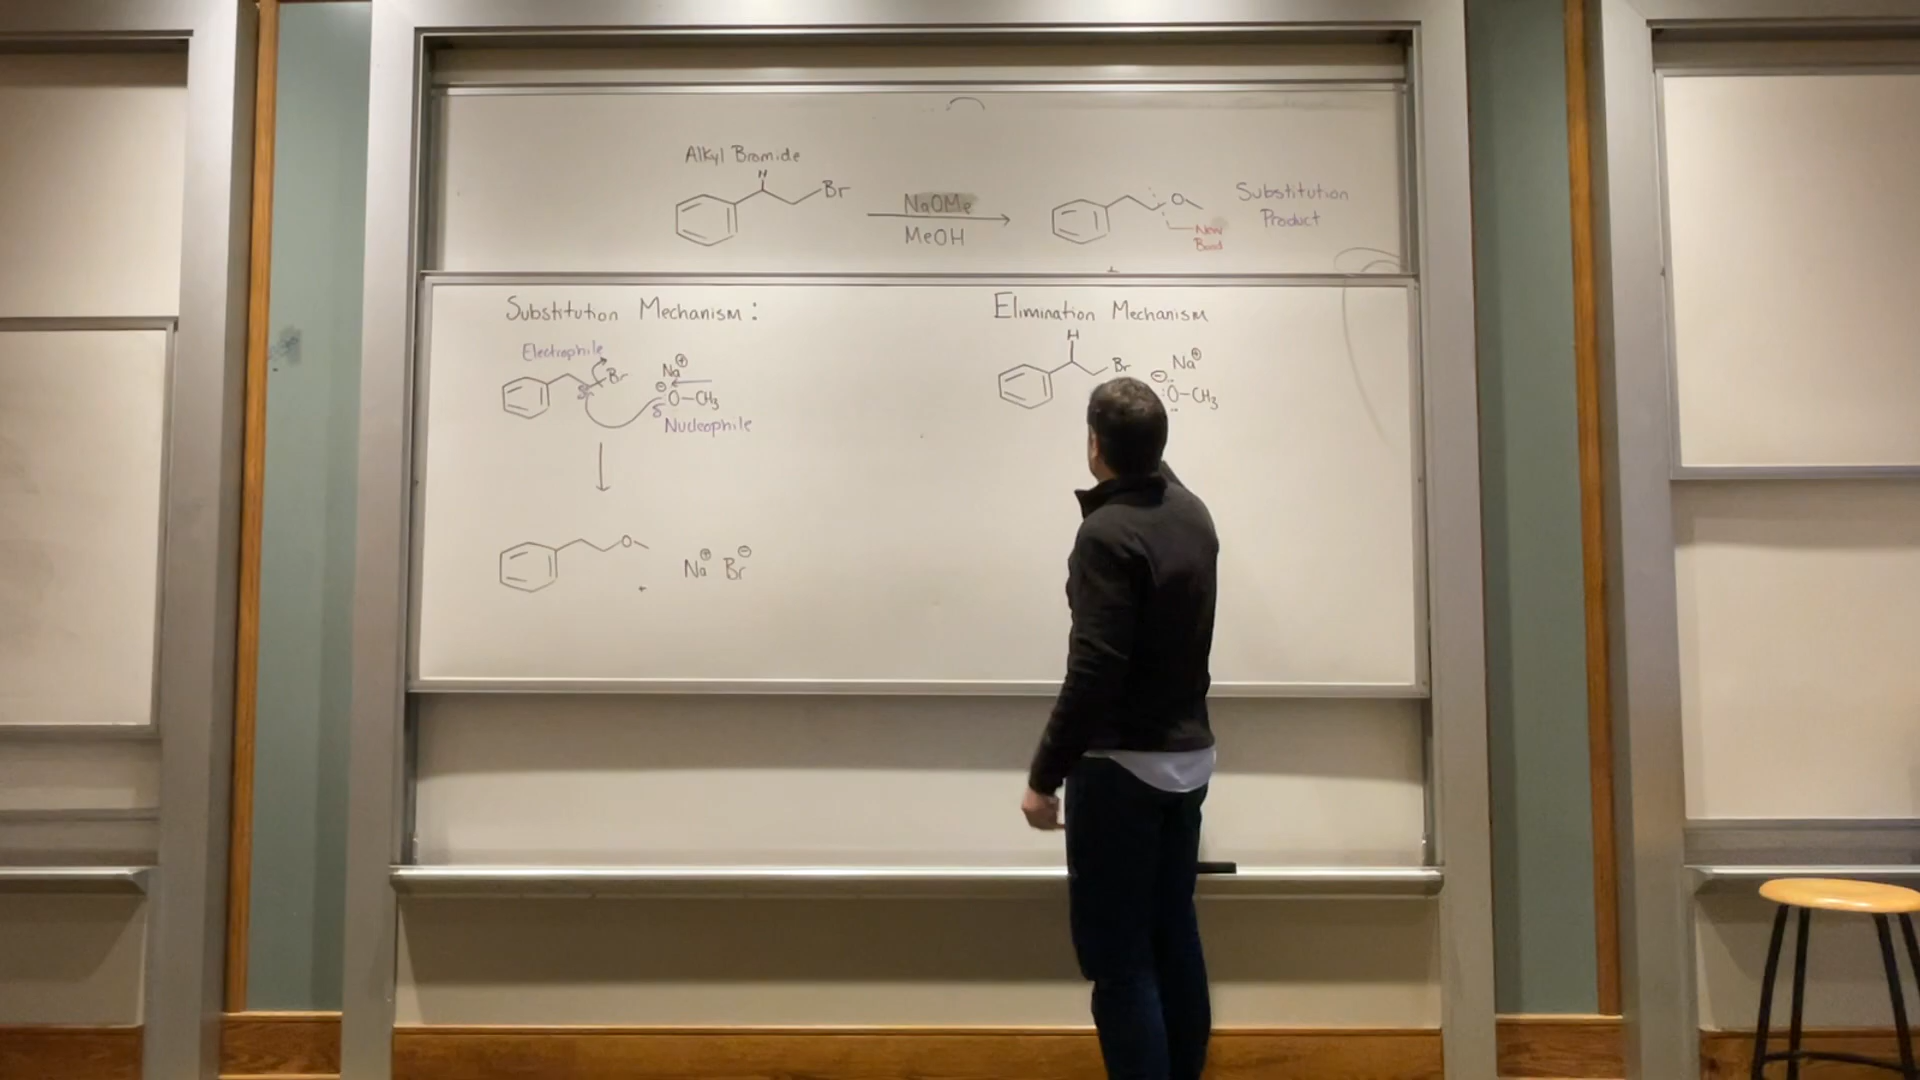 Alkyl Bromide
H
Br
NaOMe
MeOH
O
New
Bond
Substitution
Product
+
Substitution Mechanism:
Electrophile
Br
δ+
Na⊕
⊖
δ-
O-CH3
Nucleophile
O
+
Na⊕ Br⊖
Elimination Mechanism
H
Br
Na⊕
⊖
:O-CH3